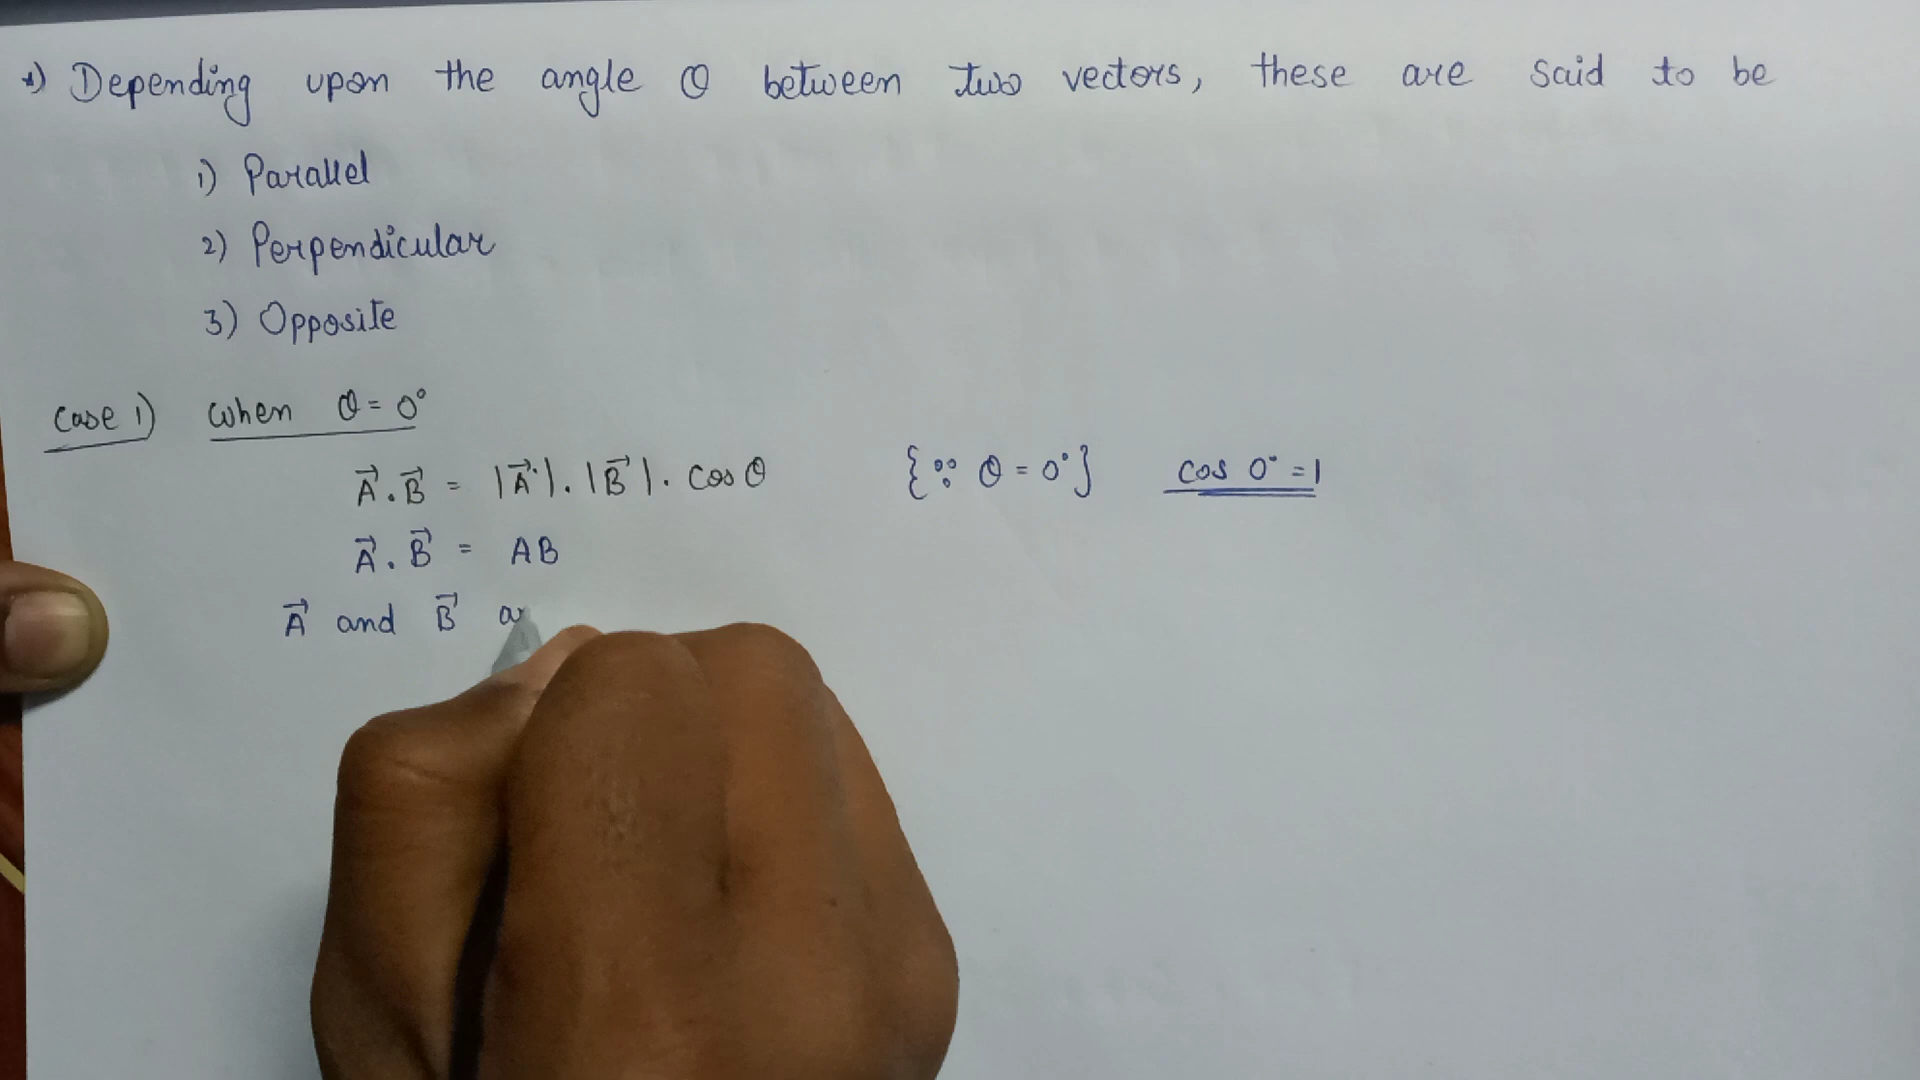 *) Depending upon the angle θ between two vectors, these are said to be
1) Parallel
2) Perpendicular
3) Opposite
Case 1) When θ = 0°
A⃗ . B⃗ = |A⃗| . |B⃗| . Cos θ {∵ θ = 0°} Cos 0° = 1
A⃗ . B⃗ = AB
A⃗ and B⃗